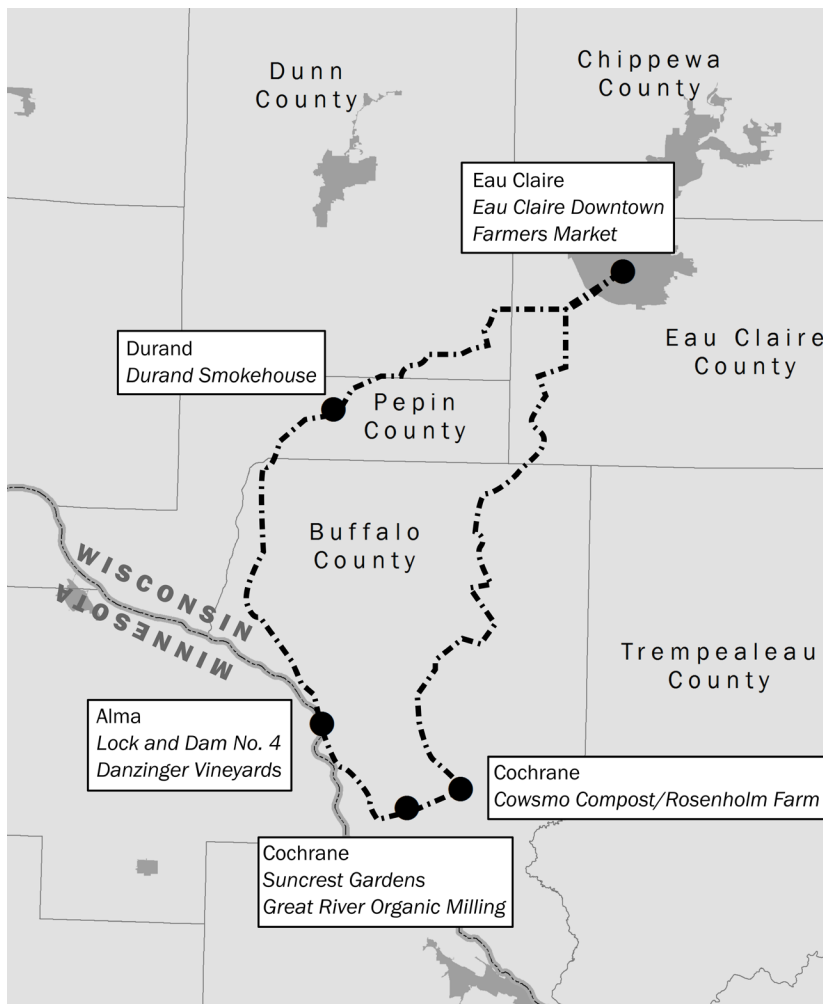 Dunn
County
Chippewa
County
Eau Claire
Eau Claire Downtown
Farmers Market
Durand
Durand Smokehouse
Eau Claire
County
Pepin
County
Buffalo
County
WISCONSIN
MINNESOTA
Trempealeau
County
Alma
Lock and Dam No. 4
Danzinger Vineyards
Cochrane
Cowsmo Compost/Rosenholm Farm
Cochrane
Suncrest Gardens
Great River Organic Milling